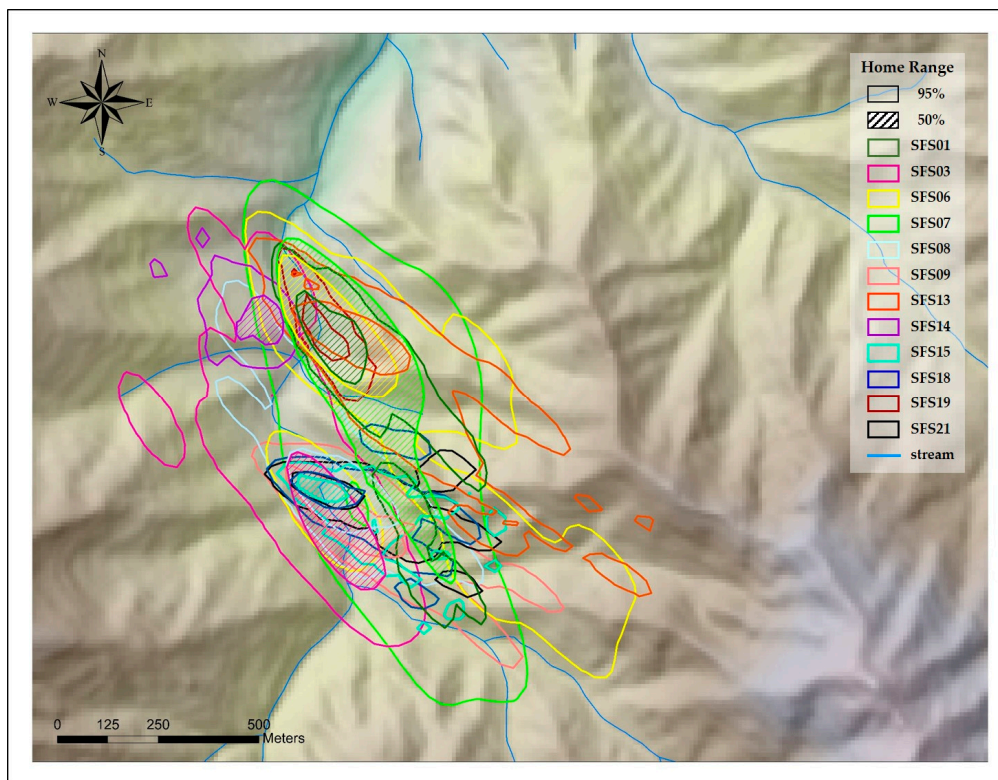 N
W E
S
Home Range
95%
50%
SFS01
SFS03
SFS06
SFS07
SFS08
SFS09
SFS13
SFS14
SFS15
SFS18
SFS19
SFS21
stream
0 125 250 500
Meters